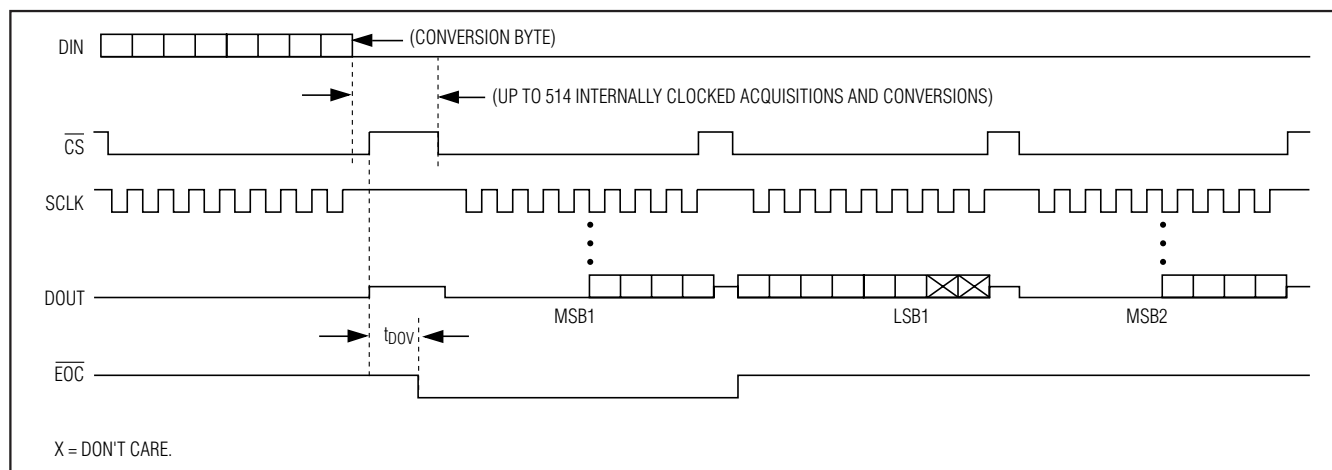 DIN
(CONVERSION BYTE)
(UP TO 514 INTERNALLY CLOCKED ACQUISITIONS AND CONVERSIONS)
CS
SCLK
DOUT
MSB1
LSB1
MSB2
tDOV
EOC
X = DON'T CARE.